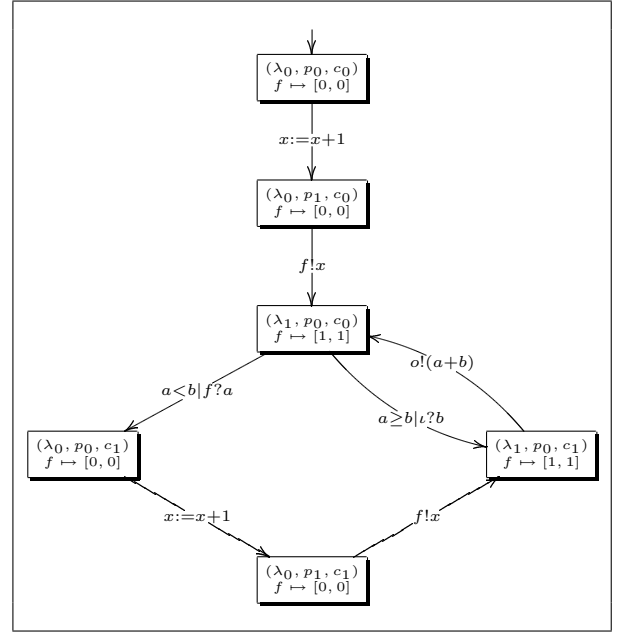 (λ₀, p₀, c₀)
f ↦ [0, 0]
x:=x+1
(λ₀, p₁, c₀)
f ↦ [0, 0]
f!x
(λ₁, p₀, c₀)
f ↦ [1, 1]
o!(a+b)
a<b|f?a
a≥b|ι?b
(λ₀, p₀, c₁)
f ↦ [0, 0]
(λ₁, p₀, c₁)
f ↦ [1, 1]
x:=x+1
f!x
(λ₀, p₁, c₁)
f ↦ [0, 0]